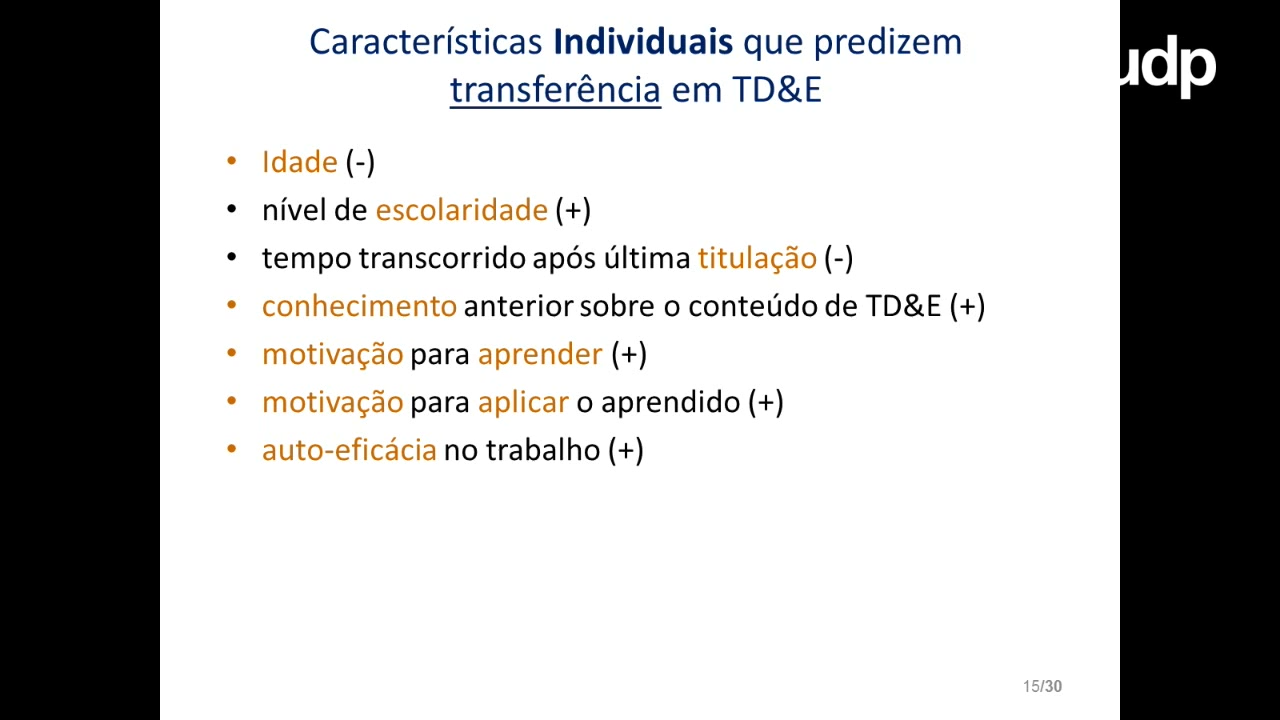 Características Individuais que predizem
transferência em TD&E
udp
• Idade (-)
• nível de escolaridade (+)
• tempo transcorrido após última titulação (-)
• conhecimento anterior sobre o conteúdo de TD&E (+)
• motivação para aprender (+)
• motivação para aplicar o aprendido (+)
• auto-eficácia no trabalho (+)
15/30